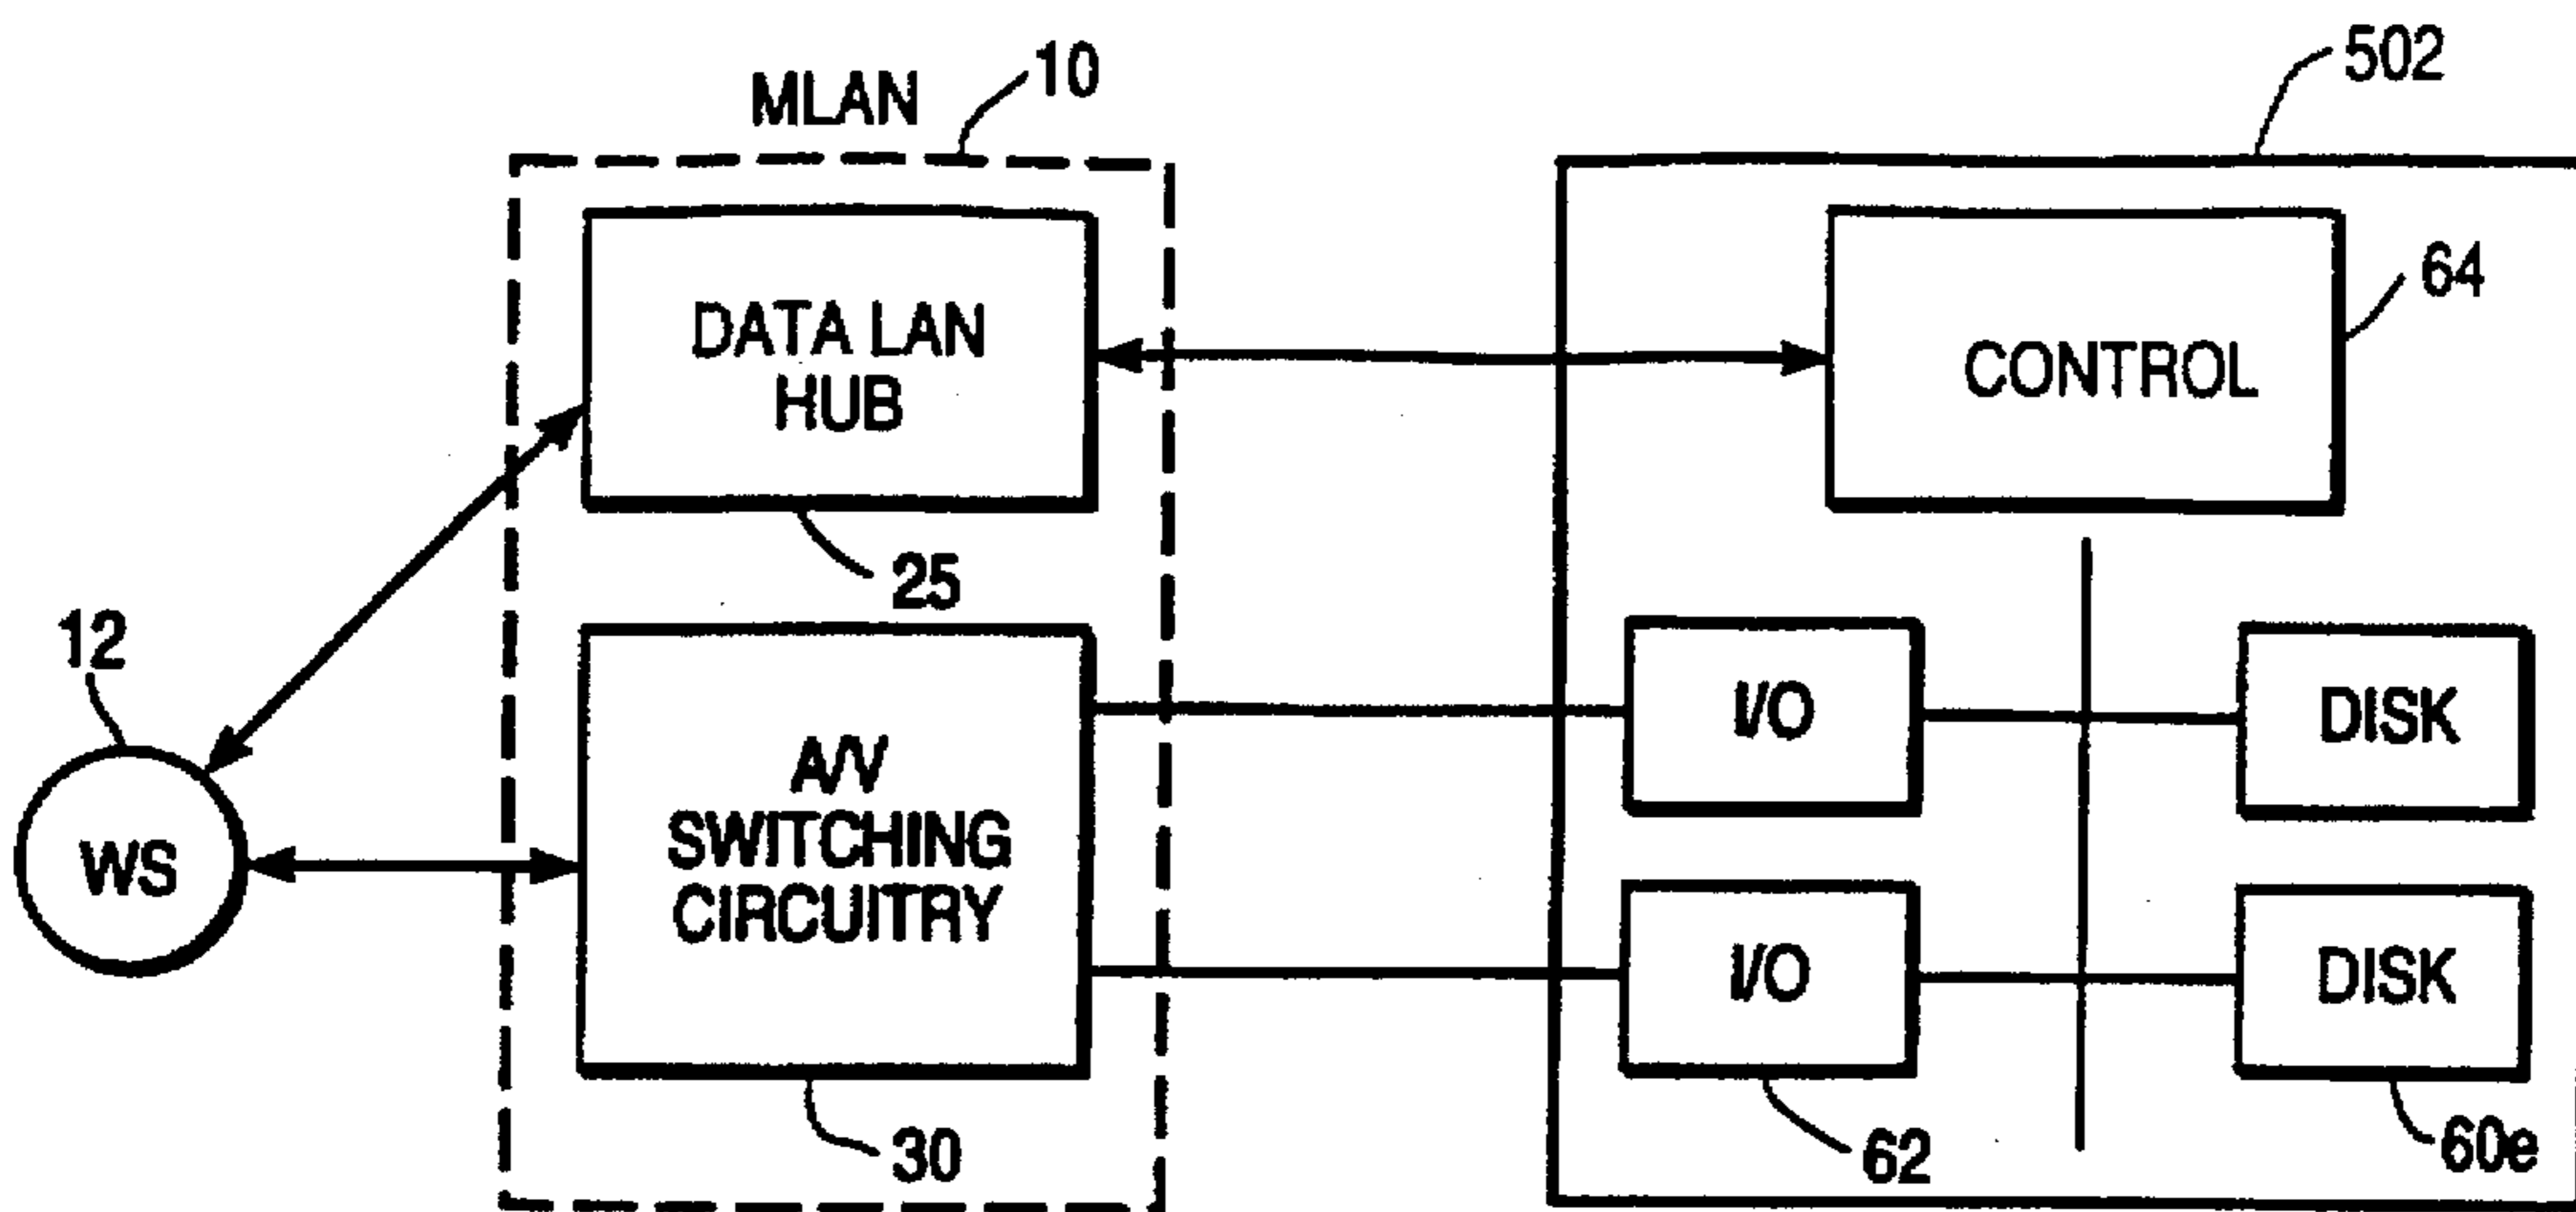 MLAN
10
502
DATA LAN
HUB
25
CONTROL
64
12
WS
A/V
SWITCHING
CIRCUITRY
30
I/O
DISK
I/O
DISK
62
60e